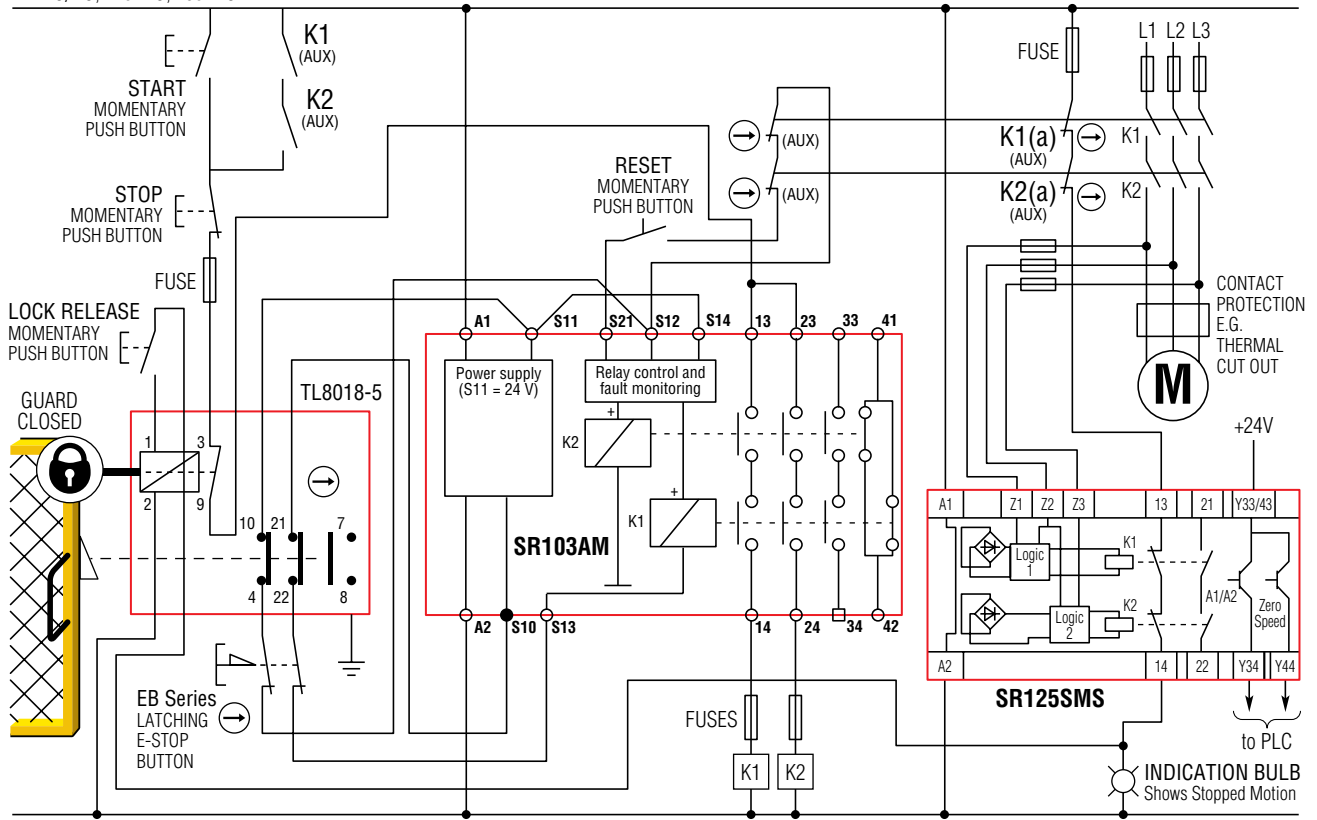 K1
(AUX)
K2
(AUX)
START
MOMENTARY
PUSH BUTTON
STOP
MOMENTARY
PUSH BUTTON
FUSE
LOCK RELEASE
MOMENTARY
PUSH BUTTON
GUARD
CLOSED
TL8018-5
1
3
2
9
10
21
7
4
22
8
EB Series
LATCHING
E-STOP
BUTTON
RESET
MOMENTARY
PUSH BUTTON
(AUX)
(AUX)
FUSE
K1(a)
(AUX)
K2(a)
(AUX)
L1 L2 L3
K1
K2
CONTACT
PROTECTION
E.G.
THERMAL
CUT OUT
M
+24V
A1
S11
S21
S12
S14
13
23
33
41
Power supply
(S11 = 24 V)
Relay control and
fault monitoring
+
K2
+
K1
SR103AM
A2
S10
S13
14
24
34
42
FUSES
K1
K2
A1
Z1
Z2
Z3
13
21
Y33/43
Logic
1
K1
Logic
2
K2
A1/A2
Zero
Speed
A2
14
22
Y34
Y44
SR125SMS
to PLC
INDICATION BULB
Shows Stopped Motion